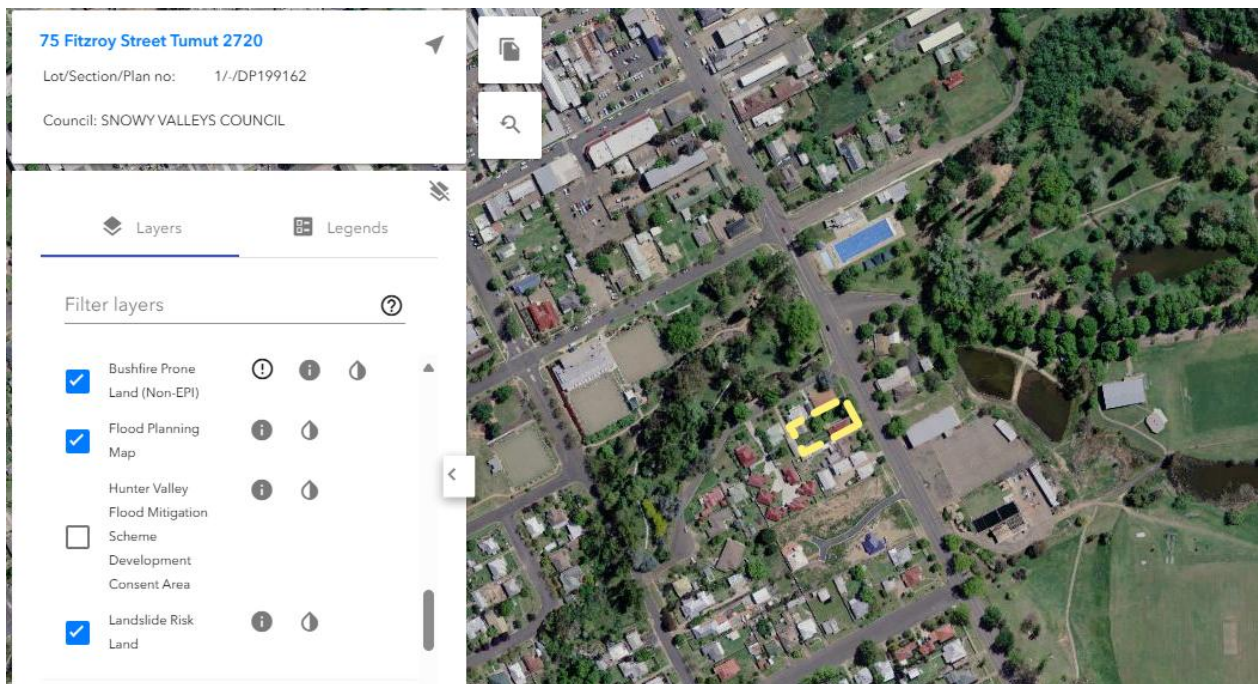 75 Fitzroy Street Tumut 2720
Lot/Section/Plan no: 1/-/DP199162
Council: SNOWY VALLEYS COUNCIL
Layers Legends
Filter layers
Bushfire Prone
Land (Non-EPI)
Flood Planning
Map
Hunter Valley
Flood Mitigation
Scheme
Development
Consent Area
Landslide Risk
Land